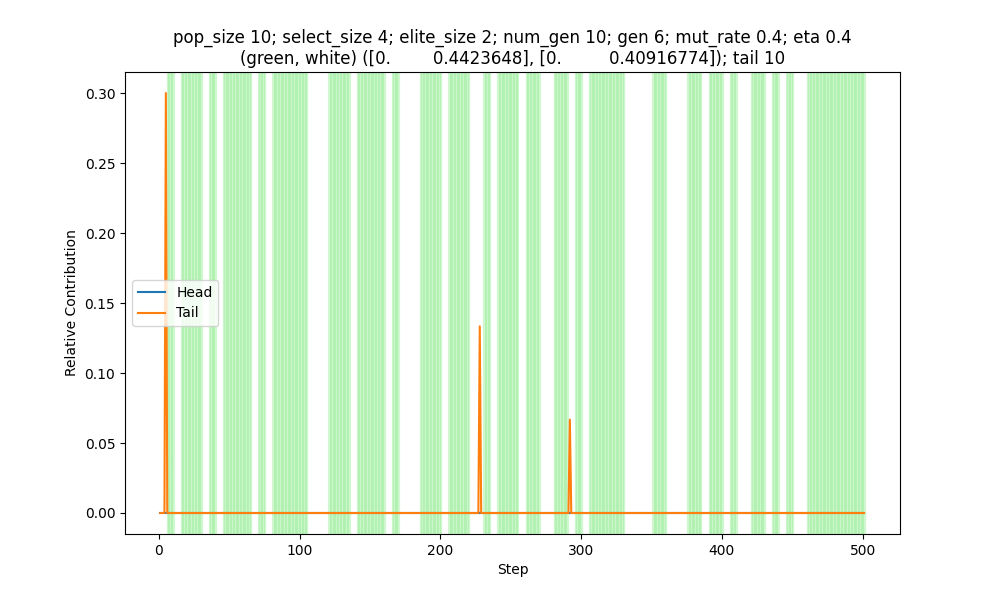 pop_size 10; select_size 4; elite_size 2; num_gen 10; gen 6; mut_rate 0.4; eta 0.4
(green, white) ([0.         0.4423648], [0.          0.40916774]); tail 10
0.30
0.25
0.20
0.15
0.10
0.05
0.00
Relative Contribution
Head
Tail
0
100
200
300
400
500
Step